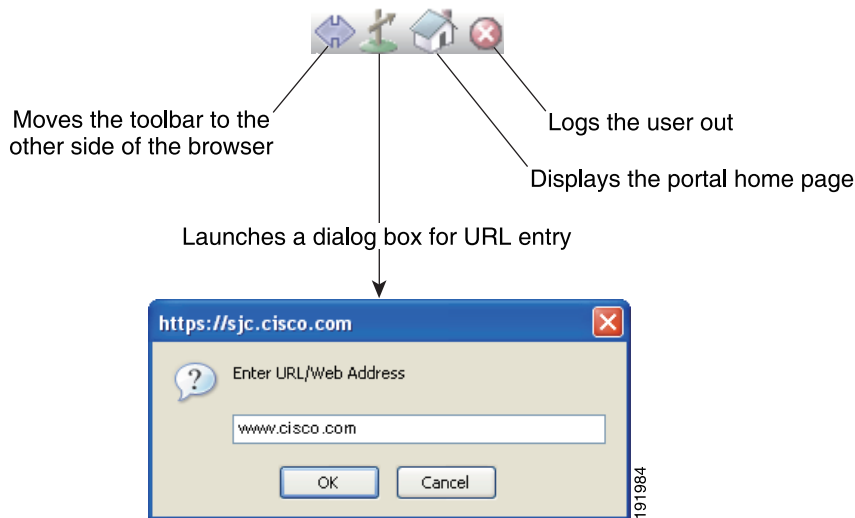 Moves the toolbar to the
other side of the browser
Logs the user out
Displays the portal home page
Launches a dialog box for URL entry
https://sjc.cisco.com
?
Enter URL/Web Address
www.cisco.com
OK
Cancel
191984